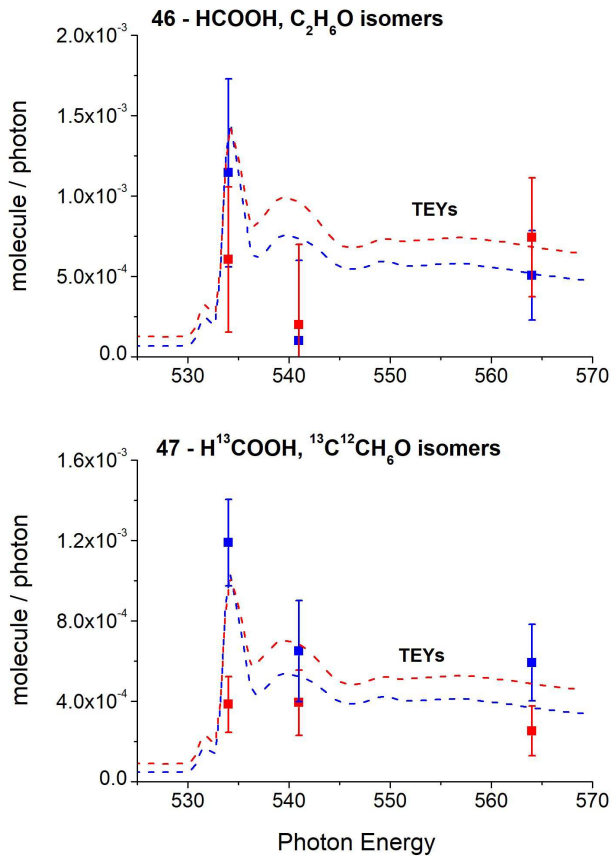 46 - HCOOH, C₂H₆O isomers
2.0x10⁻³
1.5x10⁻³
1.0x10⁻³
5.0x10⁻⁴
0.0
molecule / photon
TEYs
530 540 550 560 570
47 - H¹³COOH, ¹³C¹²CH₆O isomers
1.6x10⁻³
1.2x10⁻³
8.0x10⁻⁴
4.0x10⁻⁴
0.0
molecule / photon
TEYs
530 540 550 560 570
Photon Energy